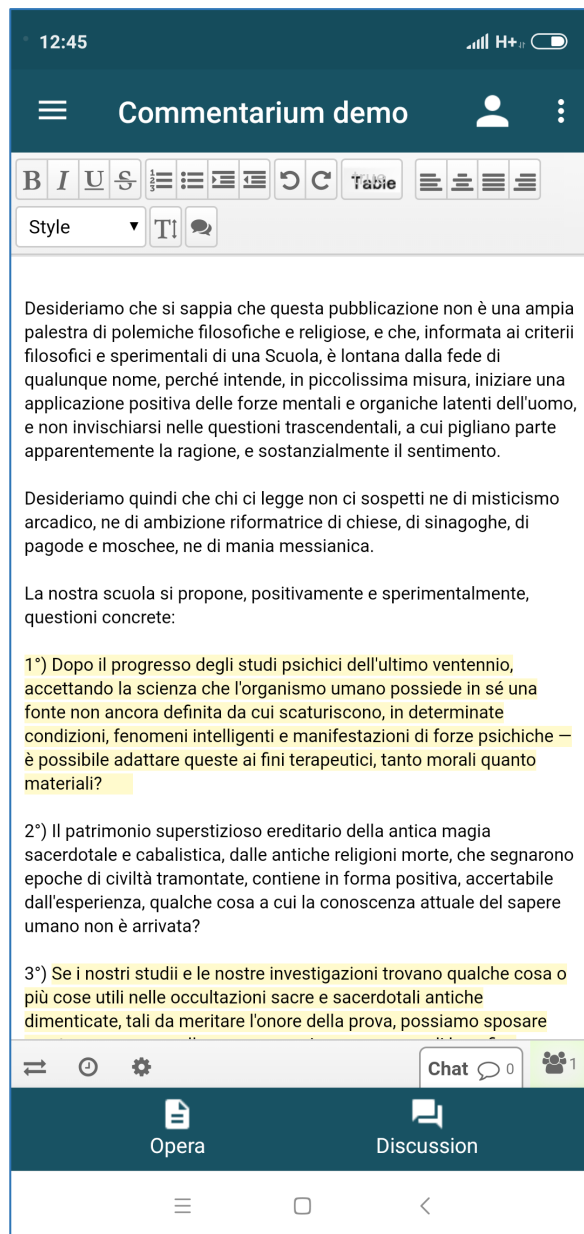 12:45
H+
Commentarium demo
B I U S
Table
Style
Desideriamo che si sappia che questa pubblicazione non è una ampia
palestra di polemiche filosofiche e religiose, e che, informata ai criterii
filosofici e sperimentali di una Scuola, è lontana dalla fede di
qualunque nome, perché intende, in piccolissima misura, iniziare una
applicazione positiva delle forze mentali e organiche latenti dell'uomo,
e non invischiarsi nelle questioni trascendentali, a cui pigliano parte
apparentemente la ragione, e sostanzialmente il sentimento.
Desideriamo quindi che chi ci legge non ci sospetti ne di misticismo
arcadico, ne di ambizione riformatrice di chiese, di sinagoghe, di
pagode e moschee, ne di mania messianica.
La nostra scuola si propone, positivamente e sperimentalmente,
questioni concrete:
1°) Dopo il progresso degli studi psichici dell'ultimo ventennio,
accettando la scienza che l'organismo umano possiede in sé una
fonte non ancora definita da cui scaturiscono, in determinate
condizioni, fenomeni intelligenti e manifestazioni di forze psichiche —
è possibile adattare queste ai fini terapeutici, tanto morali quanto
materiali?
2°) Il patrimonio superstizioso ereditario della antica magia
sacerdotale e cabalistica, dalle antiche religioni morte, che segnarono
epoche di civiltà tramontate, contiene in forma positiva, accertabile
dall'esperienza, qualche cosa a cui la conoscenza attuale del sapere
umano non è arrivata?
3°) Se i nostri studii e le nostre investigazioni trovano qualche cosa o
più cose utili nelle occultazioni sacre e sacerdotali antiche
dimenticate, tali da meritare l'onore della prova, possiamo sposare
Chat 0
1
Opera
Discussion